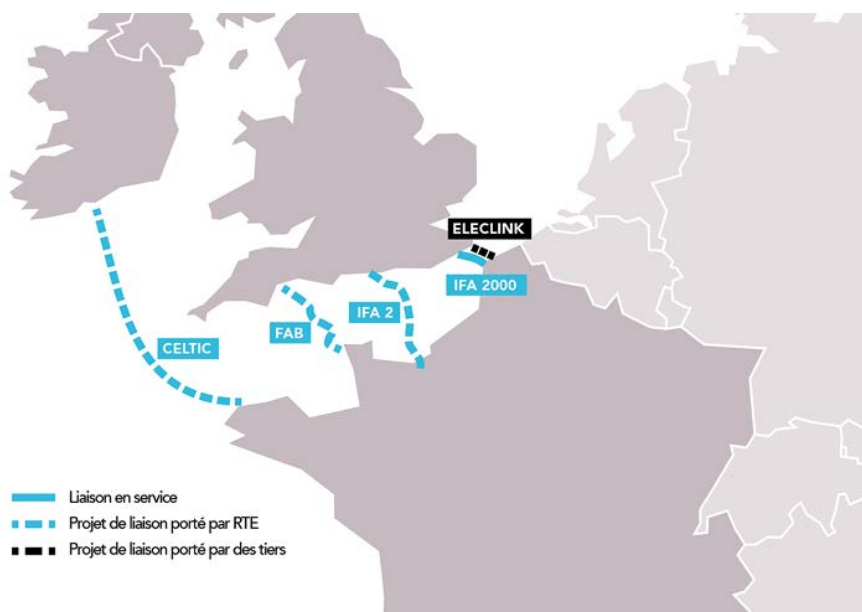 ELECLINK
IFA 2000
IFA 2
FAB
CELTIC
Liaison en service
Projet de liaison porté par RTE
Projet de liaison porté par des tiers